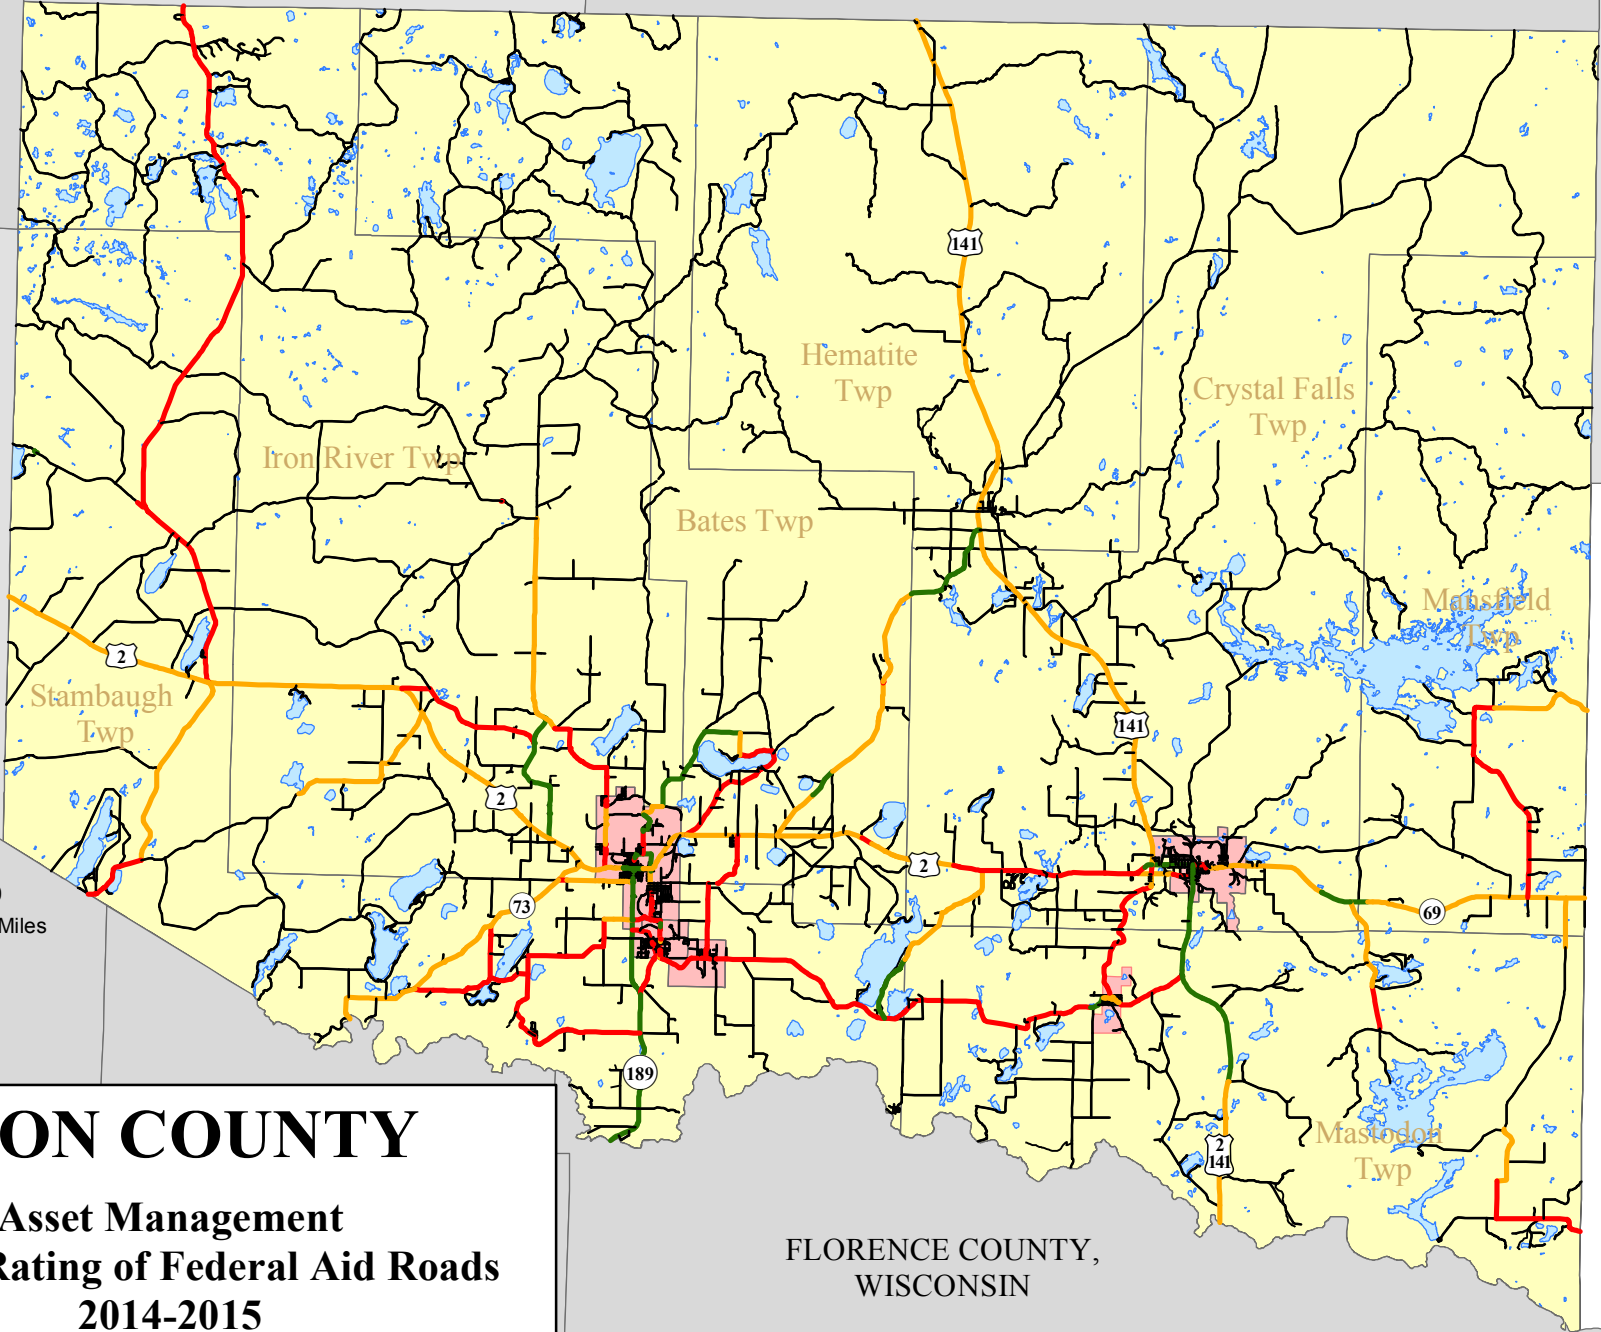 141
Hematite
Twp
Crystal Falls
Twp
Iron River Twp
Bates Twp
Mansfield
Twp
2
Stambaugh
Twp
141
2
2
73
69
Miles
189
ON COUNTY
Mastodon
Twp
2
141
Asset Management
Rating of Federal Aid Roads
2014-2015
FLORENCE COUNTY,
WISCONSIN